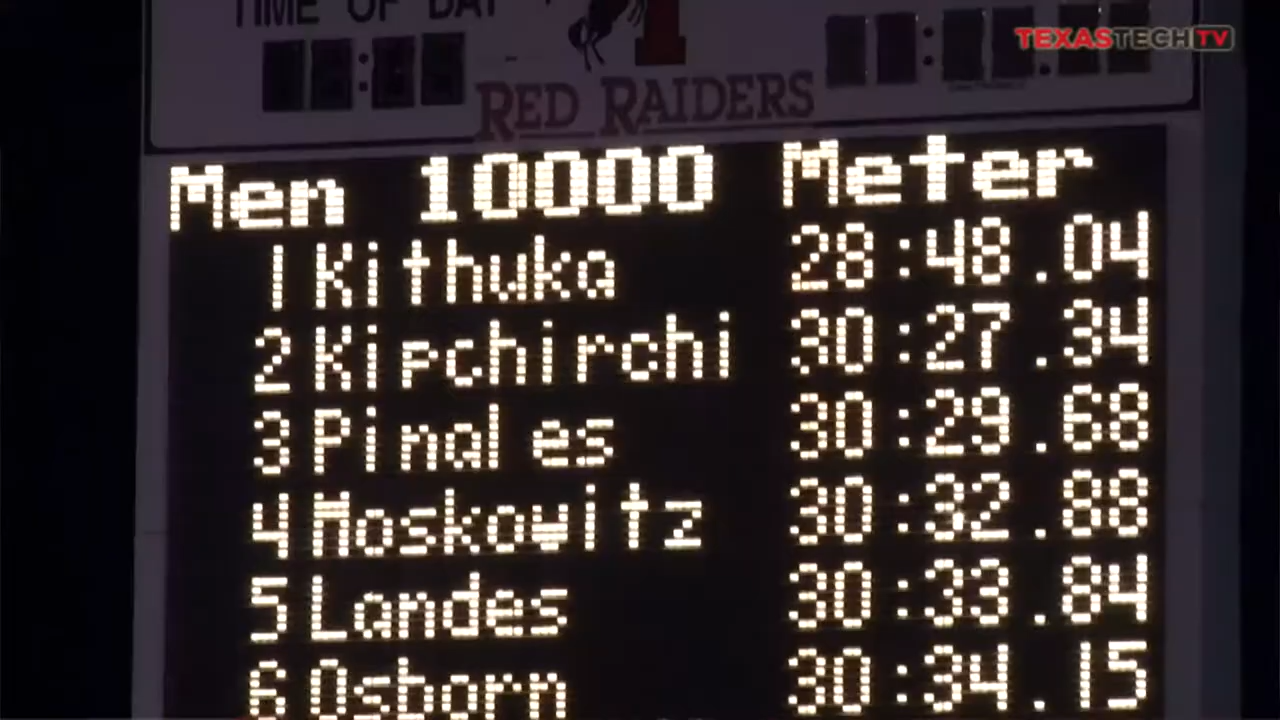 TIME OF DAY
TEXASTECHTV
RED RAIDERS
Men 10000 Meter
1 Kithuka 28:48.04
2 Kipchirchi 30:27.34
3 Pinales 30:29.68
4 Moskowitz 30:32.88
5 Landes 30:33.84
6 Osborn 30:34.15